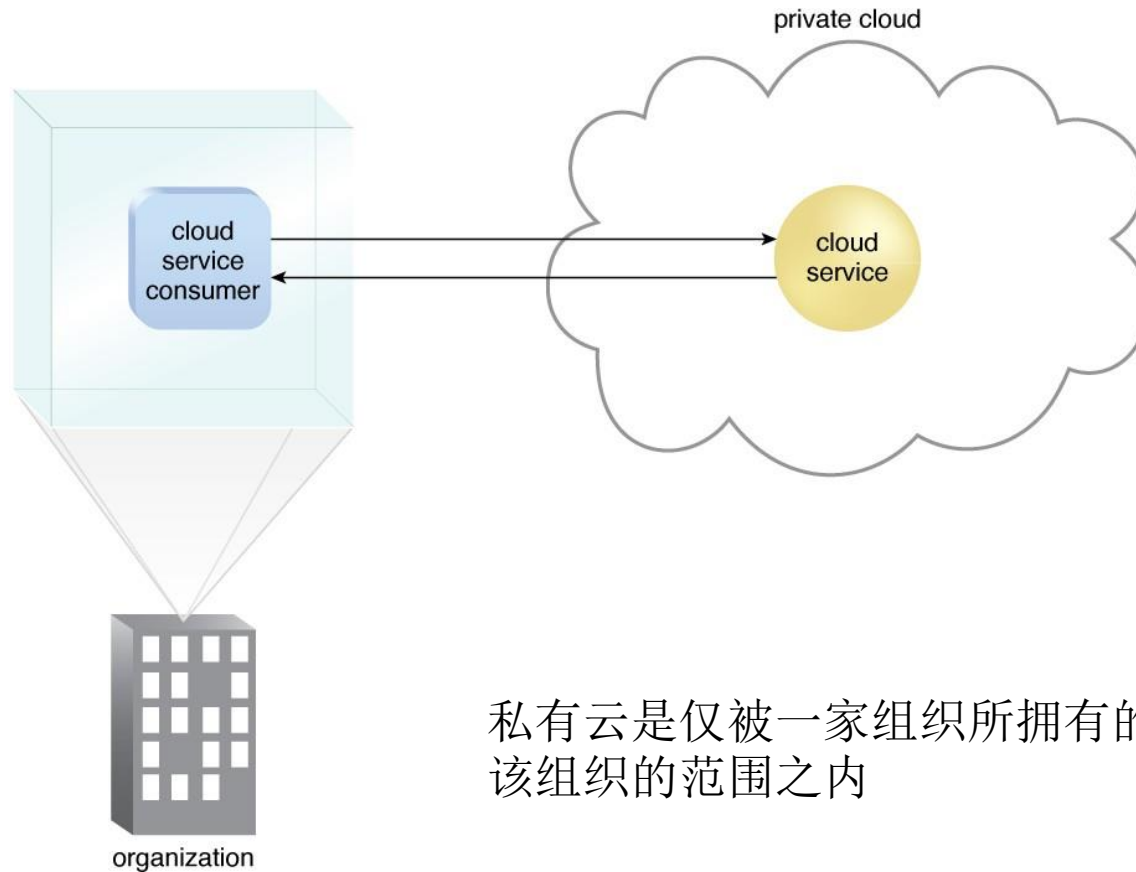 private cloud
cloud
service
consumer
cloud
service
私有云是仅被一家组织所拥有的
该组织的范围之内
organization